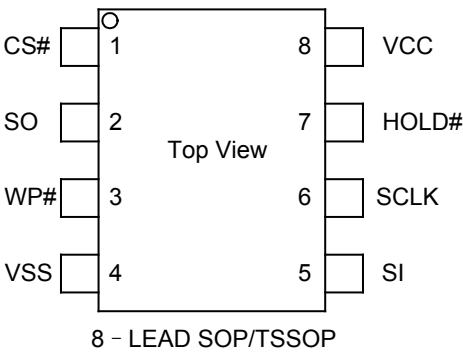 CS# 1 8 VCC
SO 2 7 HOLD#
Top View
WP# 3 6 SCLK
VSS 4 5 SI
8 - LEAD SOP/TSSOP